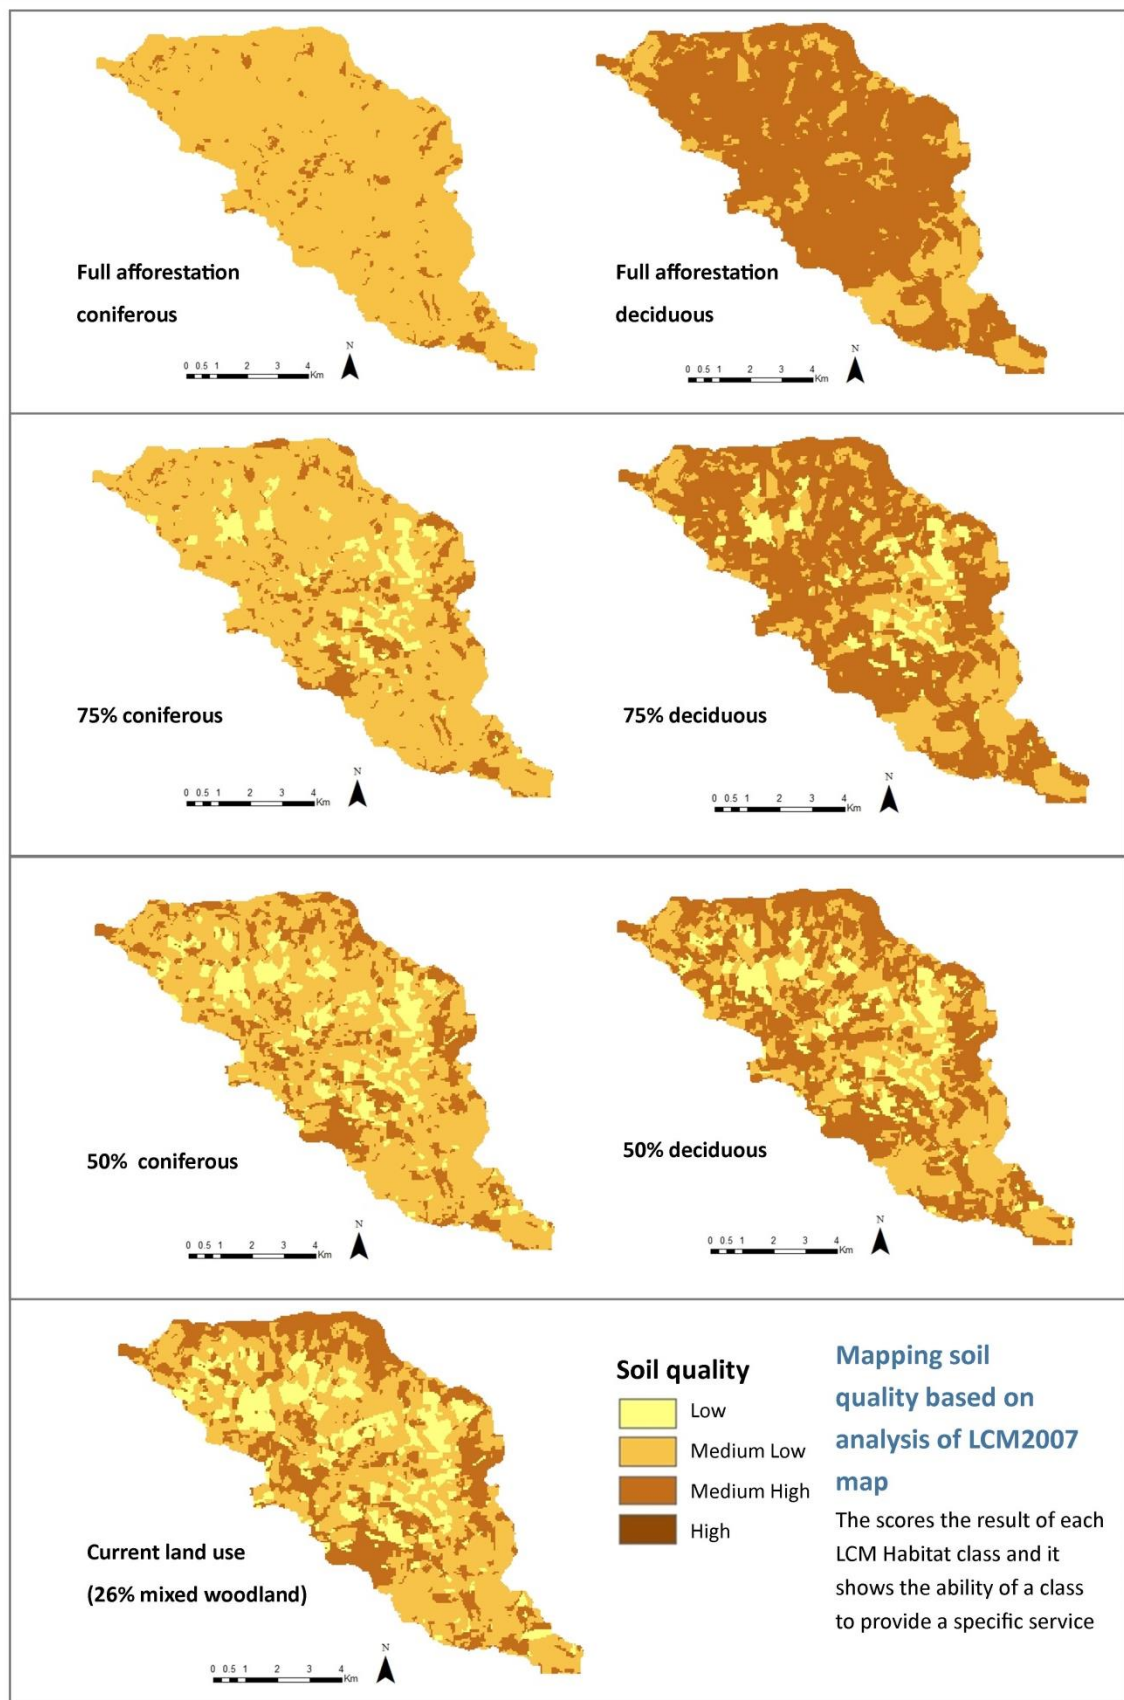 Full afforestation
coniferous
N
0 0.5 1 2 3 4
Km
Full afforestation
deciduous
N
0 0.5 1 2 3 4
Km
75% coniferous
N
0 0.5 1 2 3 4
Km
75% deciduous
N
0 0.5 1 2 3 4
Km
50% coniferous
N
0 0.5 1 2 3 4
Km
50% deciduous
N
0 0.5 1 2 3 4
Km
Current land use
(26% mixed woodland)
N
0 0.5 1 2 3 4
Km
Soil quality
Low
Medium Low
Medium High
High
Mapping soil
quality based on
analysis of LCM2007
map
The scores the result of each
LCM Habitat class and it
shows the ability of a class
to provide a specific service